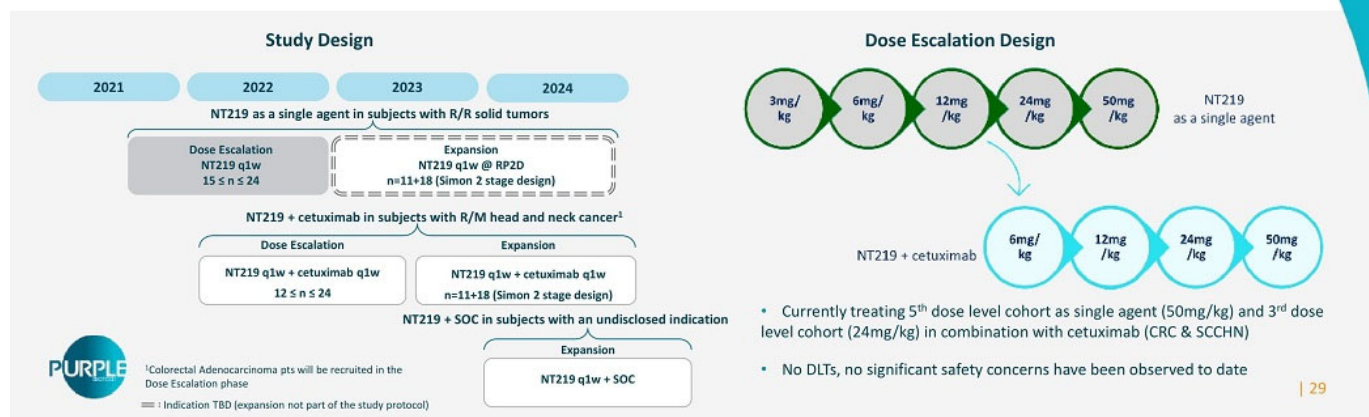 Study Design
2021 2022 2023 2024
NT219 as a single agent in subjects with R/R solid tumors
Dose Escalation
NT219 q1w
15 ≤ n ≤ 24
Expansion
NT219 q1w @ RP2D
n=11+18 (Simon 2 stage design)
NT219 + cetuximab in subjects with R/M head and neck cancer¹
Dose Escalation
NT219 q1w + cetuximab q1w
12 ≤ n ≤ 24
Expansion
NT219 q1w + cetuximab q1w
n=11+18 (Simon 2 stage design)
NT219 + SOC in subjects with an undisclosed indication
Expansion
NT219 q1w + SOC
PURPLE
¹Colorectal Adenocarcinoma pts will be recruited in the
Dose Escalation phase
: Indication TBD (expansion not part of the study protocol)
Dose Escalation Design
3mg/
kg
6mg/
kg
12mg
/kg
24mg
/kg
50mg
/kg
NT219
as a single agent
NT219 + cetuximab
6mg/
kg
12mg
/kg
24mg
/kg
50mg
/kg
• Currently treating 5th dose level cohort as single agent (50mg/kg) and 3rd dose
level cohort (24mg/kg) in combination with cetuximab (CRC & SCCHN)
• No DLTs, no significant safety concerns have been observed to date
| 29